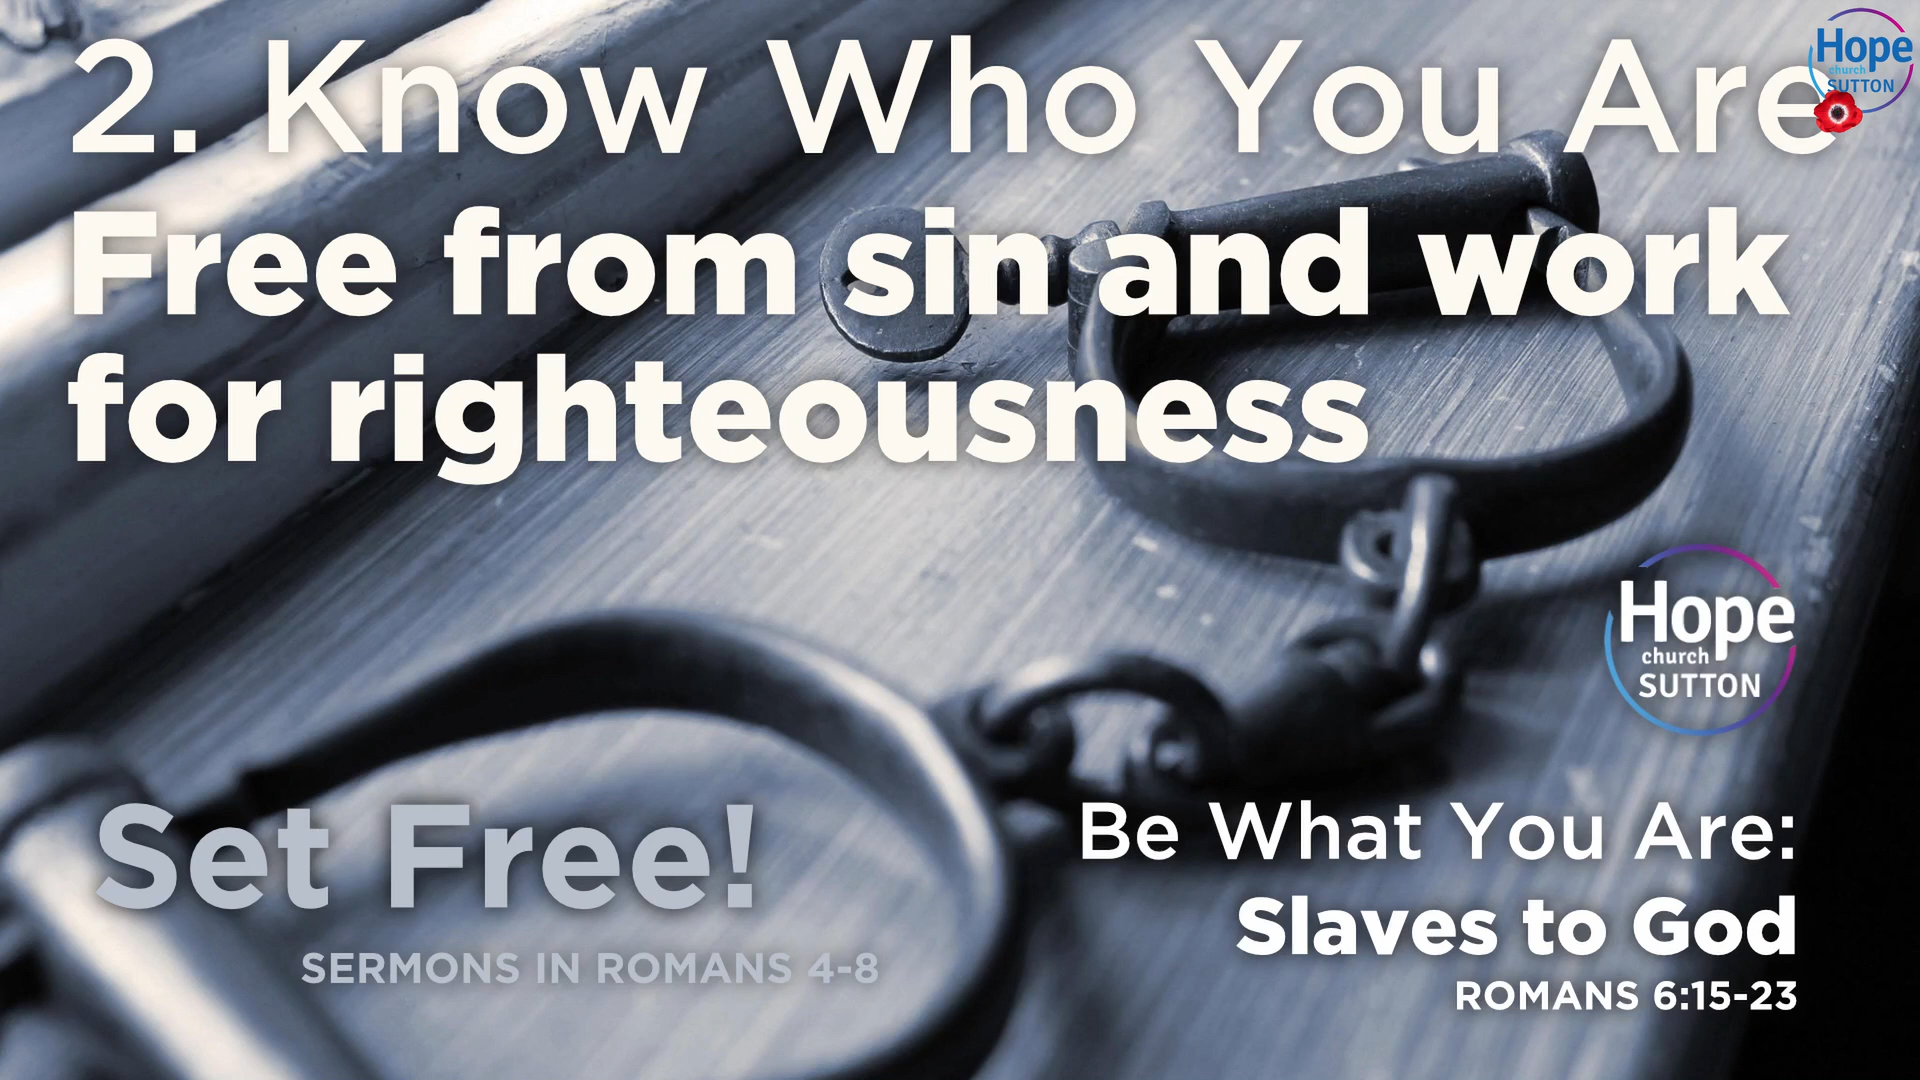 2. Know Who You Are
Hope
church
SUTTON
Free from sin and work
for righteousness
Hope
church
SUTTON
Set Free!
SERMONS IN ROMANS 4-8
Be What You Are:
Slaves to God
ROMANS 6:15-23